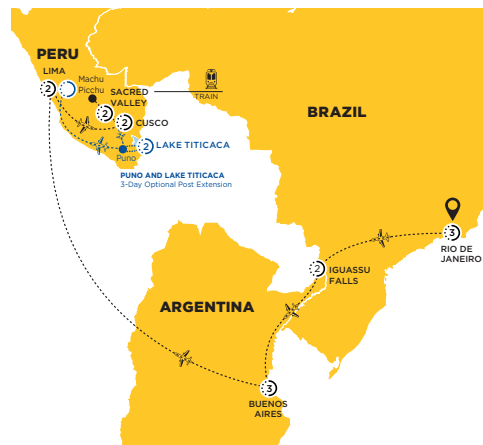 PERU
LIMA
2
Machu
Picchu
SACRED
VALLEY
2
TRAIN
2
CUSCO
2
LAKE TITICACA
Puno
PUNO AND LAKE TITICACA
3-Day Optional Post Extension
BRAZIL
3
RIO DE
JANEIRO
2
IGUASSU
FALLS
ARGENTINA
3
BUENOS
AIRES